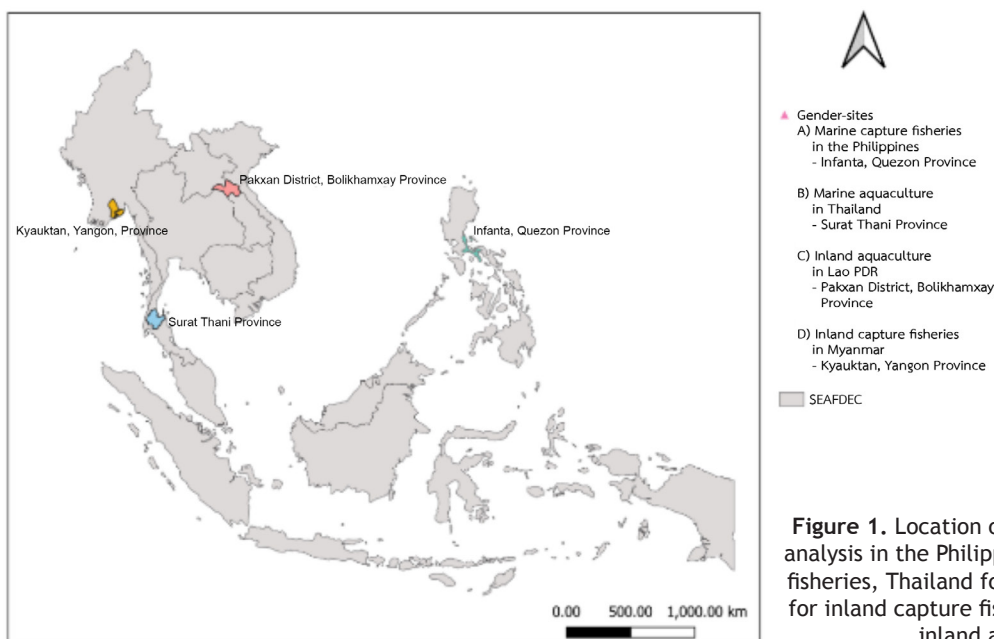 Pakxan District, Bolikhamxay Province
Kyauktan, Yangon, Province
Infanta, Quezon Province
Surat Thani Province
0.00 500.00 1,000.00 km
Gender-sites
A) Marine capture fisheries
in the Philippines
- Infanta, Quezon Province
B) Marine aquaculture
in Thailand
- Surat Thani Province
C) Inland aquaculture
in Lao PDR
- Pakxan District, Bolikhamxay
Province
D) Inland capture fisheries
in Myanmar
- Kyauktan, Yangon Province
SEAFDEC
Figure 1. Location
analysis in the
fisheries, Thailand
for inland capture
inland